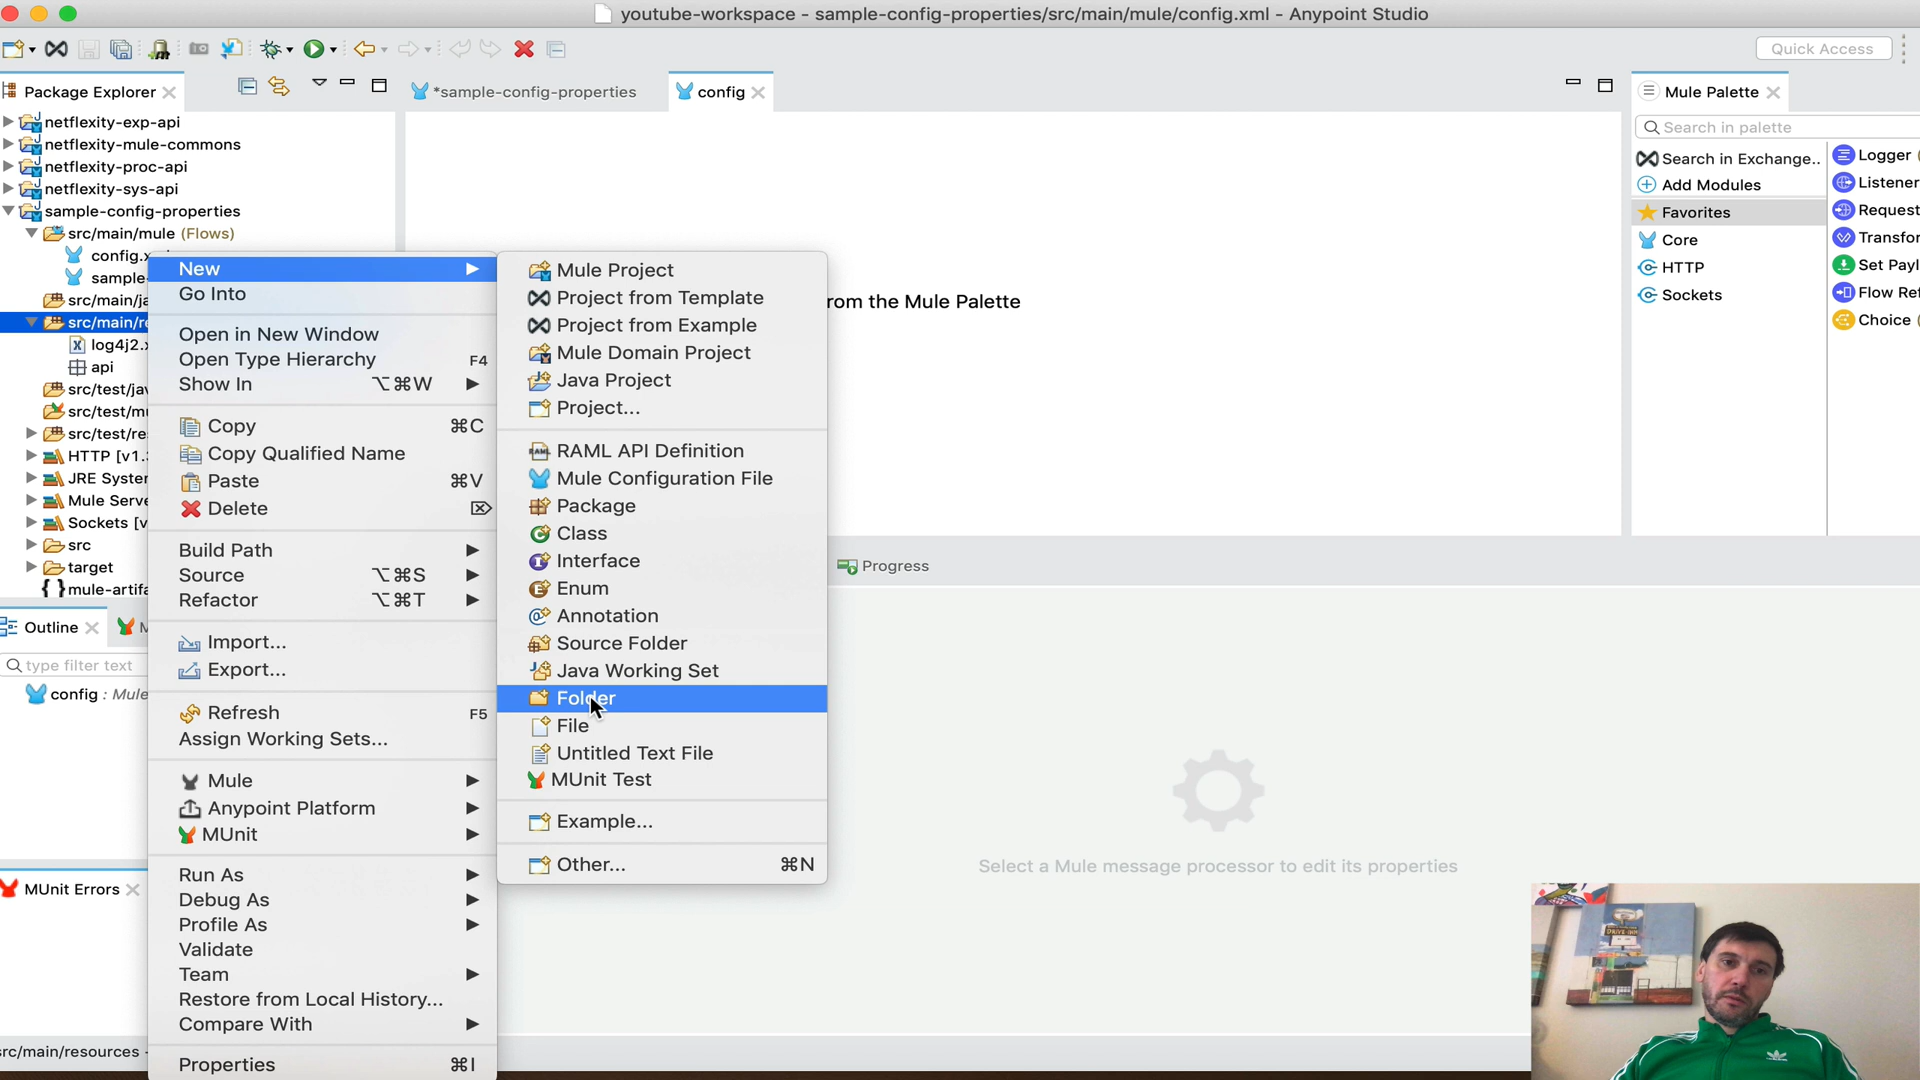 youtube-workspace - sample-config-properties/src/main/mule/config.xml - Anypoint Studio
Quick Access
Package Explorer
*sample-config-properties
config
Mule Palette
netflexity-exp-api
netflexity-mule-commons
netflexity-proc-api
netflexity-sys-api
sample-config-properties
src/main/mule (Flows)
config.x
sample-
src/main/ja
src/main/re
log4j2.x
api
src/test/jav
src/test/mu
src/test/res
HTTP [v1.3
JRE System
Mule Serve
Sockets [v
src
target
{ } mule-artifa
Outline
M
type filter text
config : Mule
MUnit Errors
src/main/resources -
New
Go Into
Open in New Window
Open Type Hierarchy F4
Show In ⌥⌘W
Copy ⌘C
Copy Qualified Name
Paste ⌘V
Delete ⌦
Build Path
Source ⌥⌘S
Refactor ⌥⌘T
Import...
Export...
Refresh F5
Assign Working Sets...
Mule
Anypoint Platform
MUnit
Run As
Debug As
Profile As
Validate
Team
Restore from Local History...
Compare With
Properties ⌘I
Mule Project
Project from Template
Project from Example
Mule Domain Project
Java Project
Project...
RAML API Definition
Mule Configuration File
Package
Class
Interface
Enum
Annotation
Source Folder
Java Working Set
Folder
File
Untitled Text File
MUnit Test
Example...
Other... ⌘N
rom the Mule Palette
Progress
Select a Mule message processor to edit its properties
Search in palette
Search in Exchange..
Add Modules
Favorites
Core
HTTP
Sockets
Logger (
Listener
Request
Transfor
Set Payl
Flow Ref
Choice (
DRIVE-INN